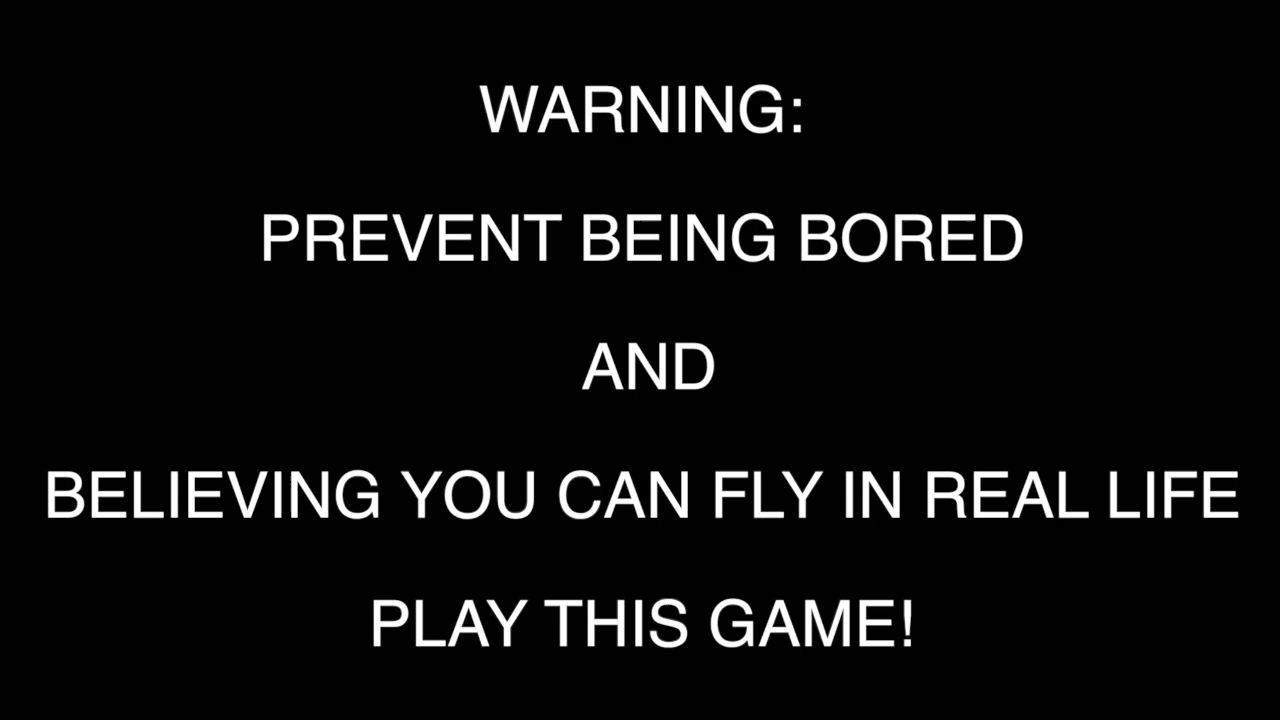 WARNING:
PREVENT BEING BORED
AND
BELIEVING YOU CAN FLY IN REAL LIFE
PLAY THIS GAME!